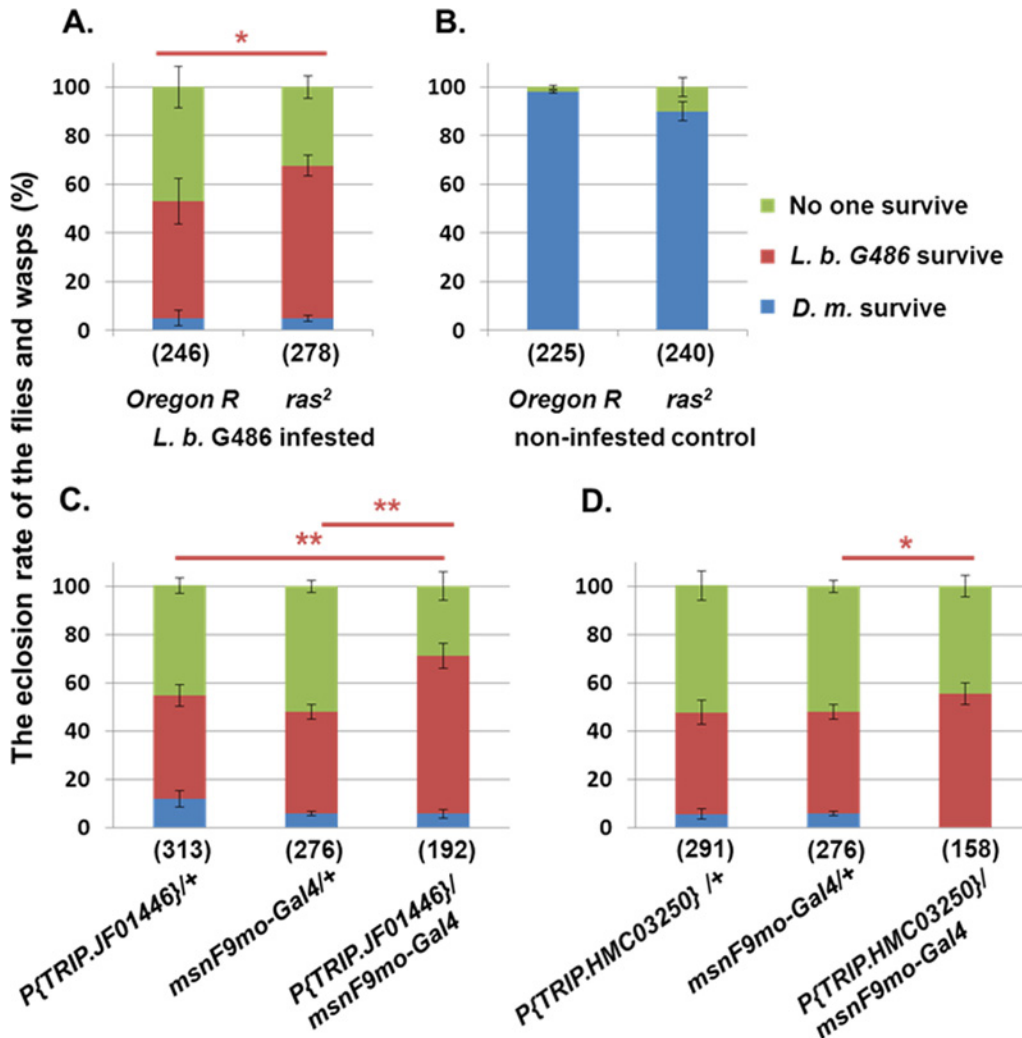 The eclosion rate of the flies and wasps (%)
A.
*
100
80
60
40
20
0
(246) (278)
Oregon R ras²
L. b. G486 infested
B.
100
80
60
40
20
0
(225) (240)
Oregon R ras²
non-infested control
No one survive
L. b. G486 survive
D. m. survive
C.
**
**
100
80
60
40
20
0
(313) (276) (192)
P{TRIP.JF01446}/+
msnF9mo-Gal4/+
P{TRIP.JF01446}/
msnF9mo-Gal4
D.
*
100
80
60
40
20
0
(291) (276) (158)
P{TRIP.HMC03250} /+
msnF9mo-Gal4/+
P{TRIP.HMC03250}/
msnF9mo-Gal4